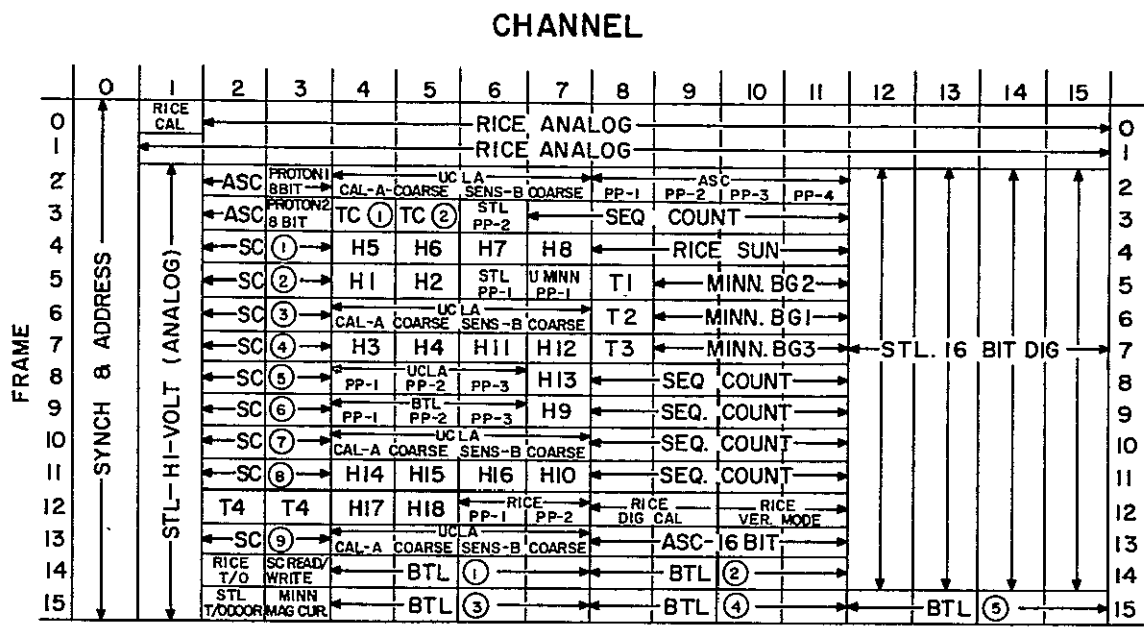 CHANNEL
0 1 2 3 4 5 6 7 8 9 10 11 12 13 14 15
FRAME
SYNCH & ADDRESS
STL-HI-VOLT (ANALOG)
0 RICE CAL RICE ANALOG 0
1 RICE ANALOG 1
2 ASC PROTON 1 8BIT UCLA CAL-A-COARSE SENS-B COARSE ASC PP-1 PP-2 PP-3 PP-4 2
3 ASC PROTON2 8 BIT TC ① TC ② STL PP-2 SEQ COUNT 3
4 SC ① H5 H6 H7 H8 RICE SUN 4
5 SC ② H1 H2 STL PP-1 U MINN PP-1 T1 MINN. BG2 5
6 SC ③ UCLA CAL-A COARSE SENS-B COARSE T2 MINN. BG1 6
7 SC ④ H3 H4 H11 H12 T3 MINN. BG3 STL. 16 BIT DIG 7
8 SC ⑤ UCLA PP-1 PP-2 PP-3 H13 SEQ COUNT 8
9 SC ⑥ BTL PP-1 PP-2 PP-3 H9 SEQ. COUNT 9
10 SC ⑦ UCLA CAL-A COARSE SENS-B COARSE SEQ. COUNT 10
11 SC ⑧ H14 H15 H16 H10 SEQ. COUNT 11
12 T4 T4 H17 H18 RICE PP-1 PP-2 RICE DIG CAL RICE VER. MODE 12
13 SC ⑨ UCLA CAL-A COARSE SENS-B COARSE ASC-16 BIT 13
14 RICE T/O SC READ/WRITE BTL ① BTL ② 14
15 STL T/ODOOR MINN MAG CUR. BTL ③ BTL ④ BTL ⑤ 15